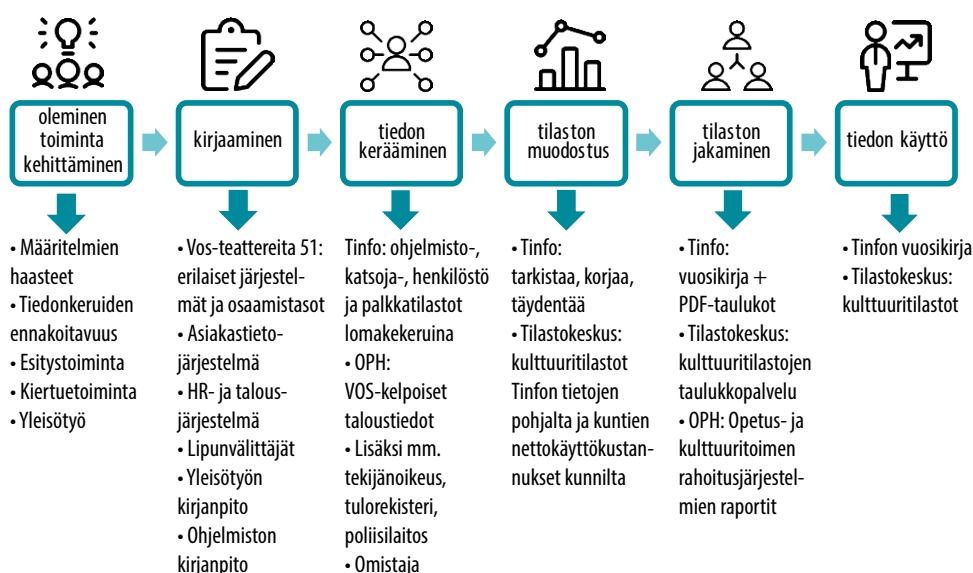 oleminen
toiminta
kehittäminen
kirjaaminen
tiedon
kerääminen
tilaston
muodostus
tilaston
jakaminen
tiedon käyttö
• Määritelmien
haasteet
• Tiedonkeruiden
ennakoitavuus
• Esitystoiminta
• Kiertuetoiminta
• Yleisötyö
• Vos-teattereita 51:
erilaiset järjestel-
mät ja osaamistasot
• Asiakastieto-
järjestelmä
• HR- ja talous-
järjestelmä
• Lipunvälittäjät
• Yleisötyön
kirjanpito
• Ohjelmiston
kirjanpito
Tinfo: ohjelmisto-,
katsoja-, henkilöstö
ja palkkatilastot
lomakekeruina
• OPH:
VOS-kelpoiset
taloustiedot
• Lisäksi mm.
tekijänoikeus,
tulorekisteri,
poliisilaitos
• Omistaja
• Tinfo:
tarkistaa, korjaa,
täydentää
• Tilastokeskus:
kulttuuritilastot
Tinfon tietojen
pohjalta ja kuntien
nettokäyttökustan-
nukset kunnilta
• Tinfo:
vuosikirja +
PDF-taulukot
• Tilastokeskus:
kulttuuritilastojen
taulukkopalvelu
• OPH: Opetus- ja
kulttuuritoimen
rahoitusjärjestel-
mien raportit
• Tinfon vuosikirja
• Tilastokeskus:
kulttuuritilastot